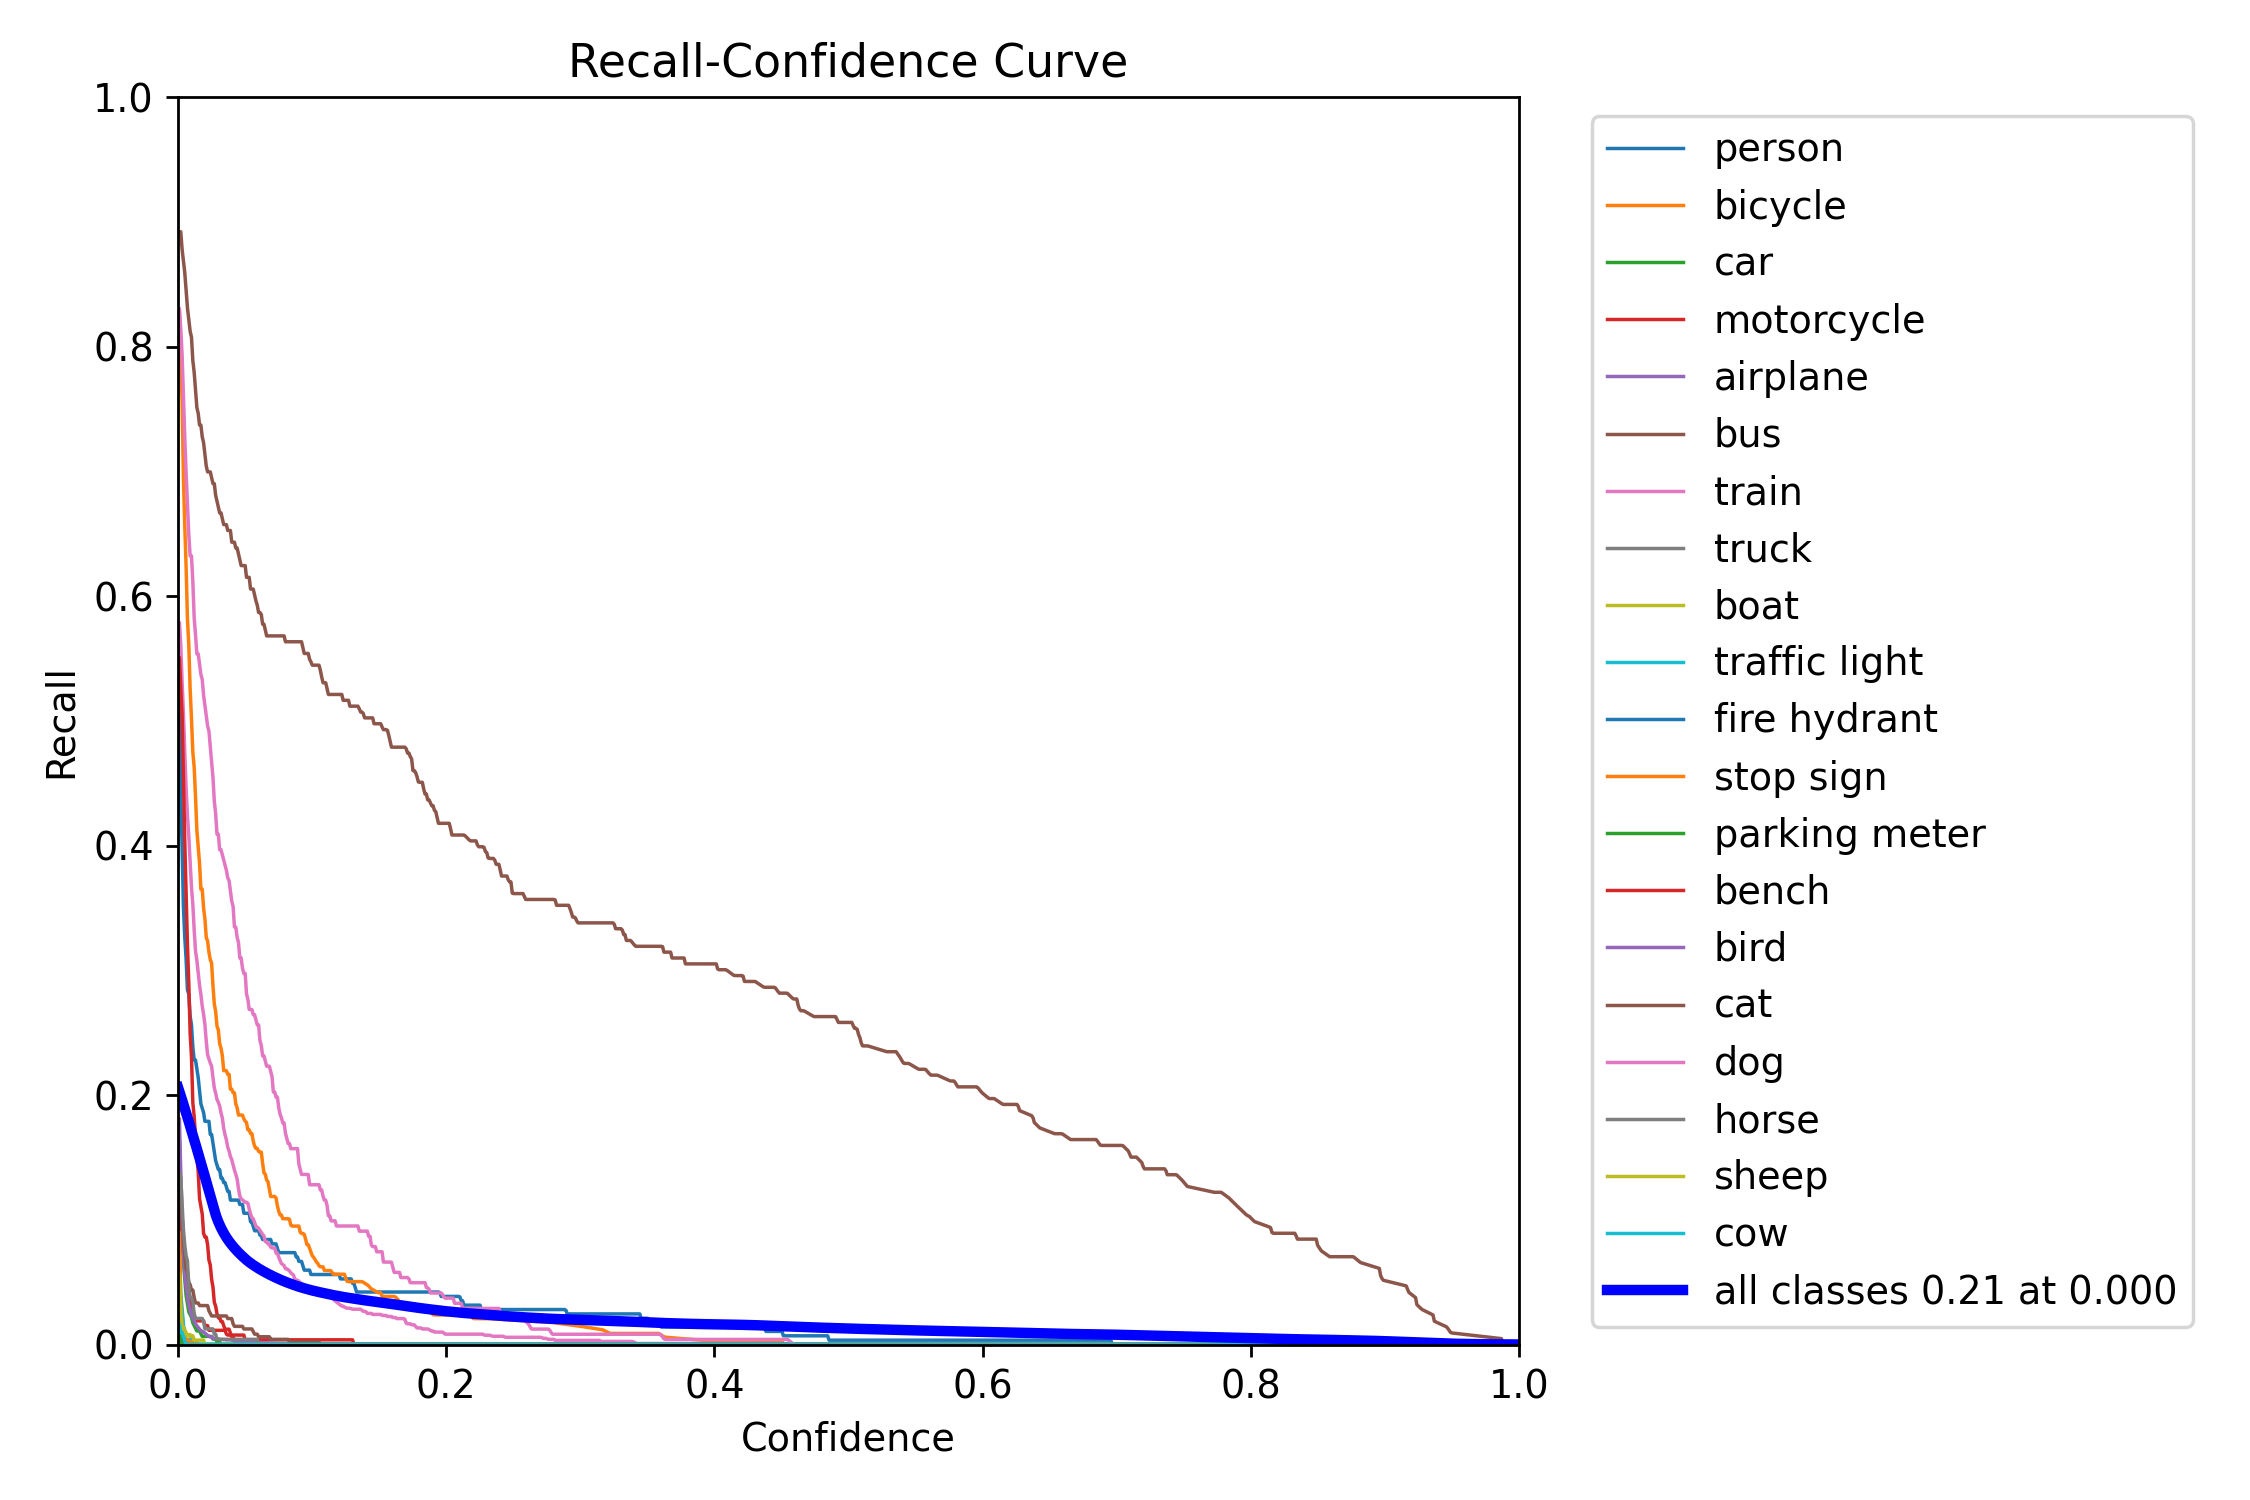 Recall-Confidence Curve
1.0
0.8
0.6
0.4
0.2
0.0
Recall
0.0 0.2 0.4 0.6 0.8 1.0
Confidence
person
bicycle
car
motorcycle
airplane
bus
train
truck
boat
traffic light
fire hydrant
stop sign
parking meter
bench
bird
cat
dog
horse
sheep
cow
all classes 0.21 at 0.000